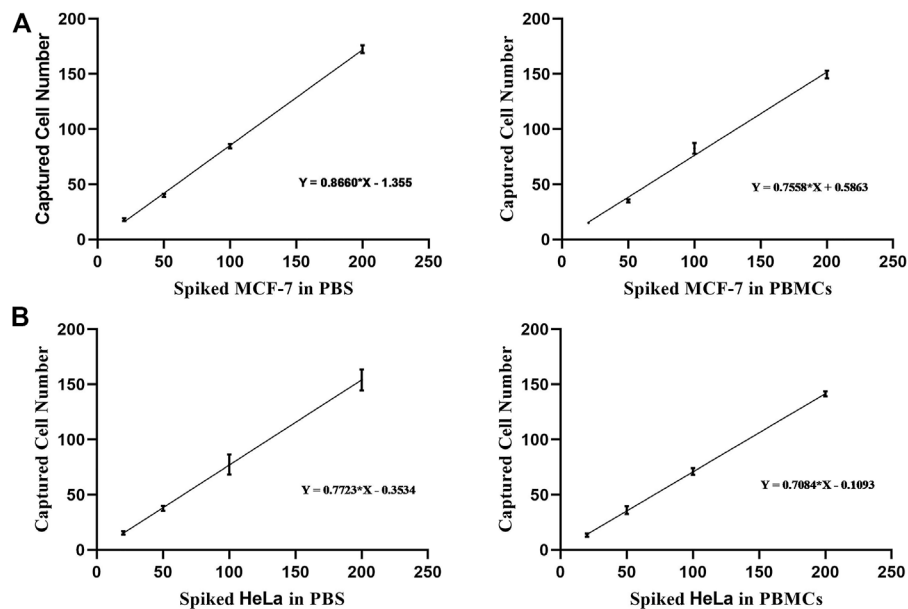 A
Captured Cell Number
200
150
100
50
0
Y = 0.8660*X - 1.355
0 50 100 150 200 250
Spiked MCF-7 in PBS
Captured Cell Number
200
150
100
50
0
Y = 0.7558*X + 0.5863
0 50 100 150 200 250
Spiked MCF-7 in PBMCs
B
Captured Cell Number
200
150
100
50
0
Y = 0.7723*X - 0.3534
0 50 100 150 200 250
Spiked HeLa in PBS
Captured Cell Number
200
150
100
50
0
Y = 0.7084*X - 0.1093
0 50 100 150 200 250
Spiked HeLa in PBMCs